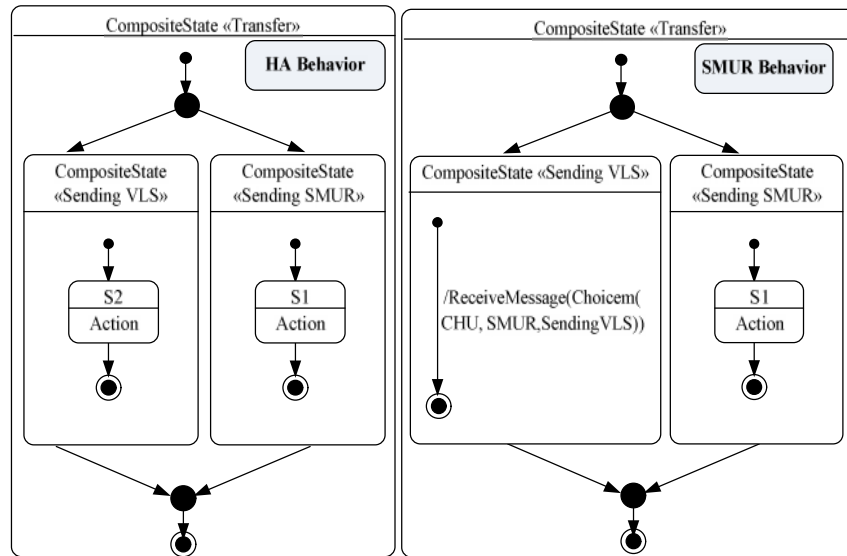 CompositeState «Transfer»
HA Behavior
CompositeState
«Sending VLS»
S2
Action
CompositeState
«Sending SMUR»
S1
Action
CompositeState «Transfer»
SMUR Behavior
CompositeState «Sending VLS»
/ReceiveMessage(Choicem(
CHU, SMUR,SendingVLS))
CompositeState
«Sending SMUR»
S1
Action